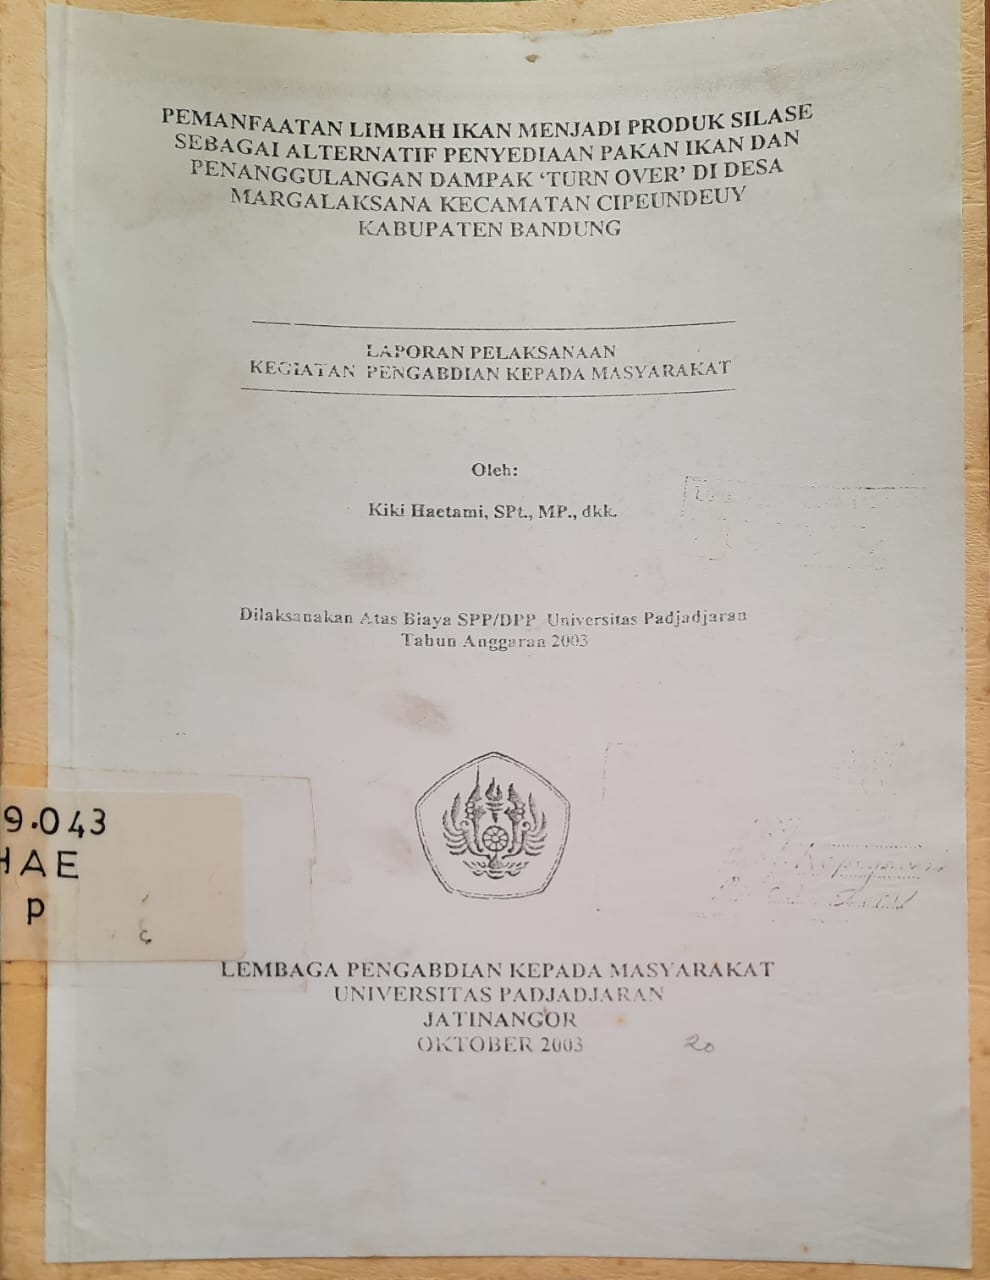 PEMANFAATAN LIMBAH IKAN MENJADI PRODUK SILASE
SEBAGAI ALTERNATIF PENYEDIAAN PAKAN IKAN DAN
PENANGGULANGAN DAMPAK ‘TURN OVER’ DI DESA
MARGALAKSANA KECAMATAN CIPEUNDEUY
KABUPATEN BANDUNG
LAPORAN PELAKSANAAN
KEGIATAN PENGABDIAN KEPADA MASYARAKAT
Oleh:
Kiki Haetami, SPt., MP., dkk.
Dilaksanakan Atas Biaya SPP/DPP Universitas Padjadjaran
Tahun Anggaran 2003
9.043
HAE
p
LEMBAGA PENGABDIAN KEPADA MASYARAKAT
UNIVERSITAS PADJADJARAN
JATINANGOR
OKTOBER 2003
20